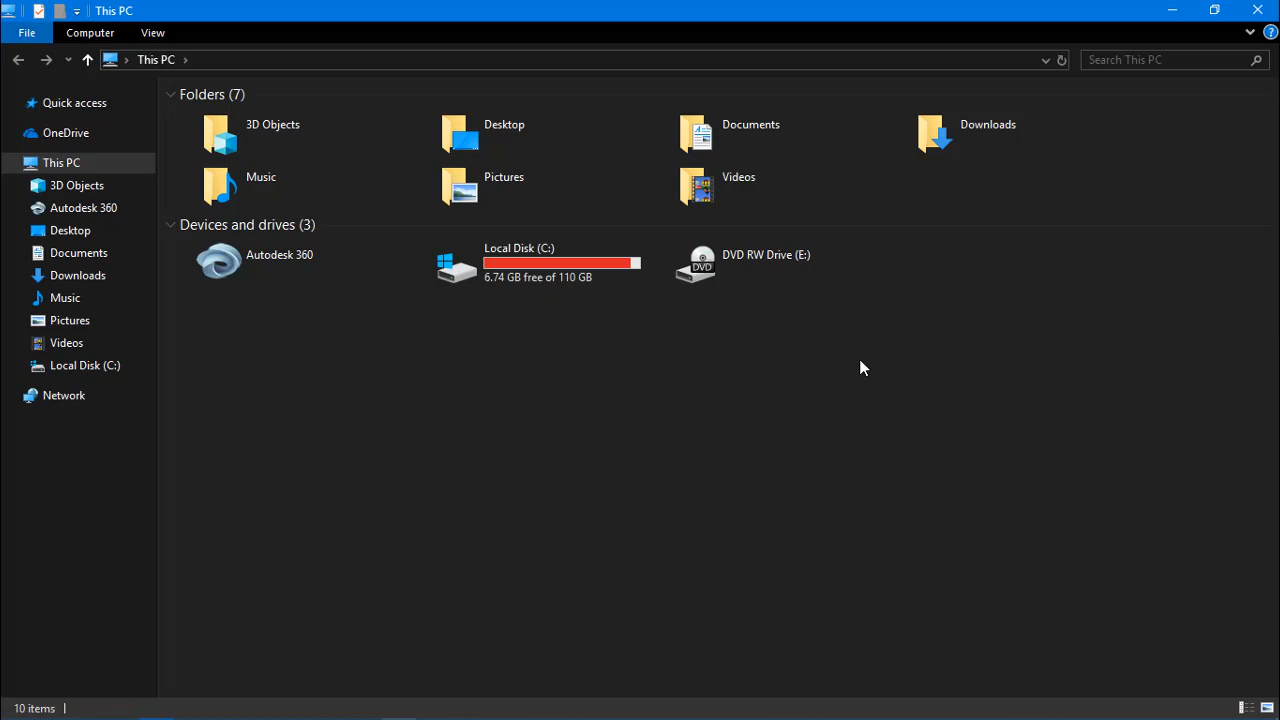 This PC
File
Computer
View
This PC
Search This PC
Quick access
OneDrive
This PC
3D Objects
Autodesk 360
Desktop
Documents
Downloads
Music
Pictures
Videos
Local Disk (C:)
Network
Folders (7)
3D Objects
Desktop
Documents
Downloads
Music
Pictures
Videos
Devices and drives (3)
Autodesk 360
Local Disk (C:)
6.74 GB free of 110 GB
DVD
DVD RW Drive (E:)
10 items